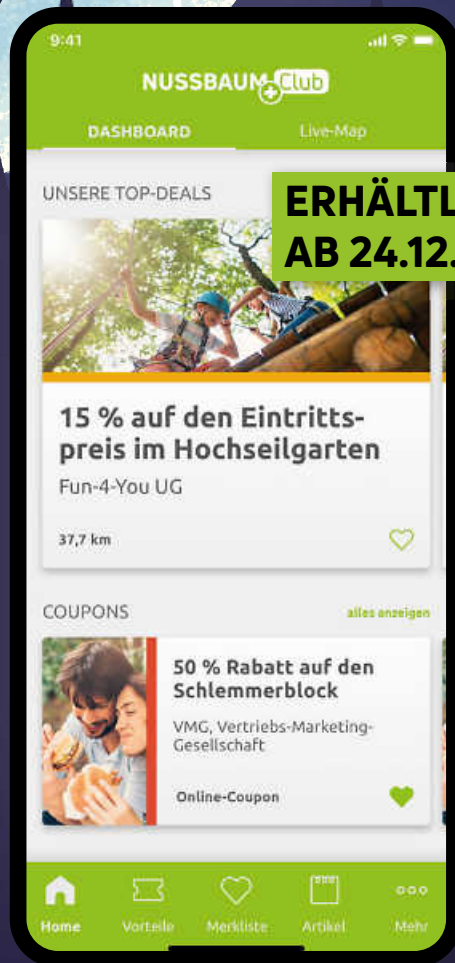 9:41
NUSSBAUM Club
DASHBOARD Live-Map
UNSERE TOP-DEALS
ERHÄLTL
AB 24.12.
15 % auf den Eintritts-
preis im Hochseilgarten
Fun-4-You UG
37,7 km
COUPONS alles anzeigen
50 % Rabatt auf den
Schlemmerblock
VMG, Vertriebs-Marketing-
Gesellschaft
Online-Coupon
Home Vorteile Merkliste Artikel Mehr